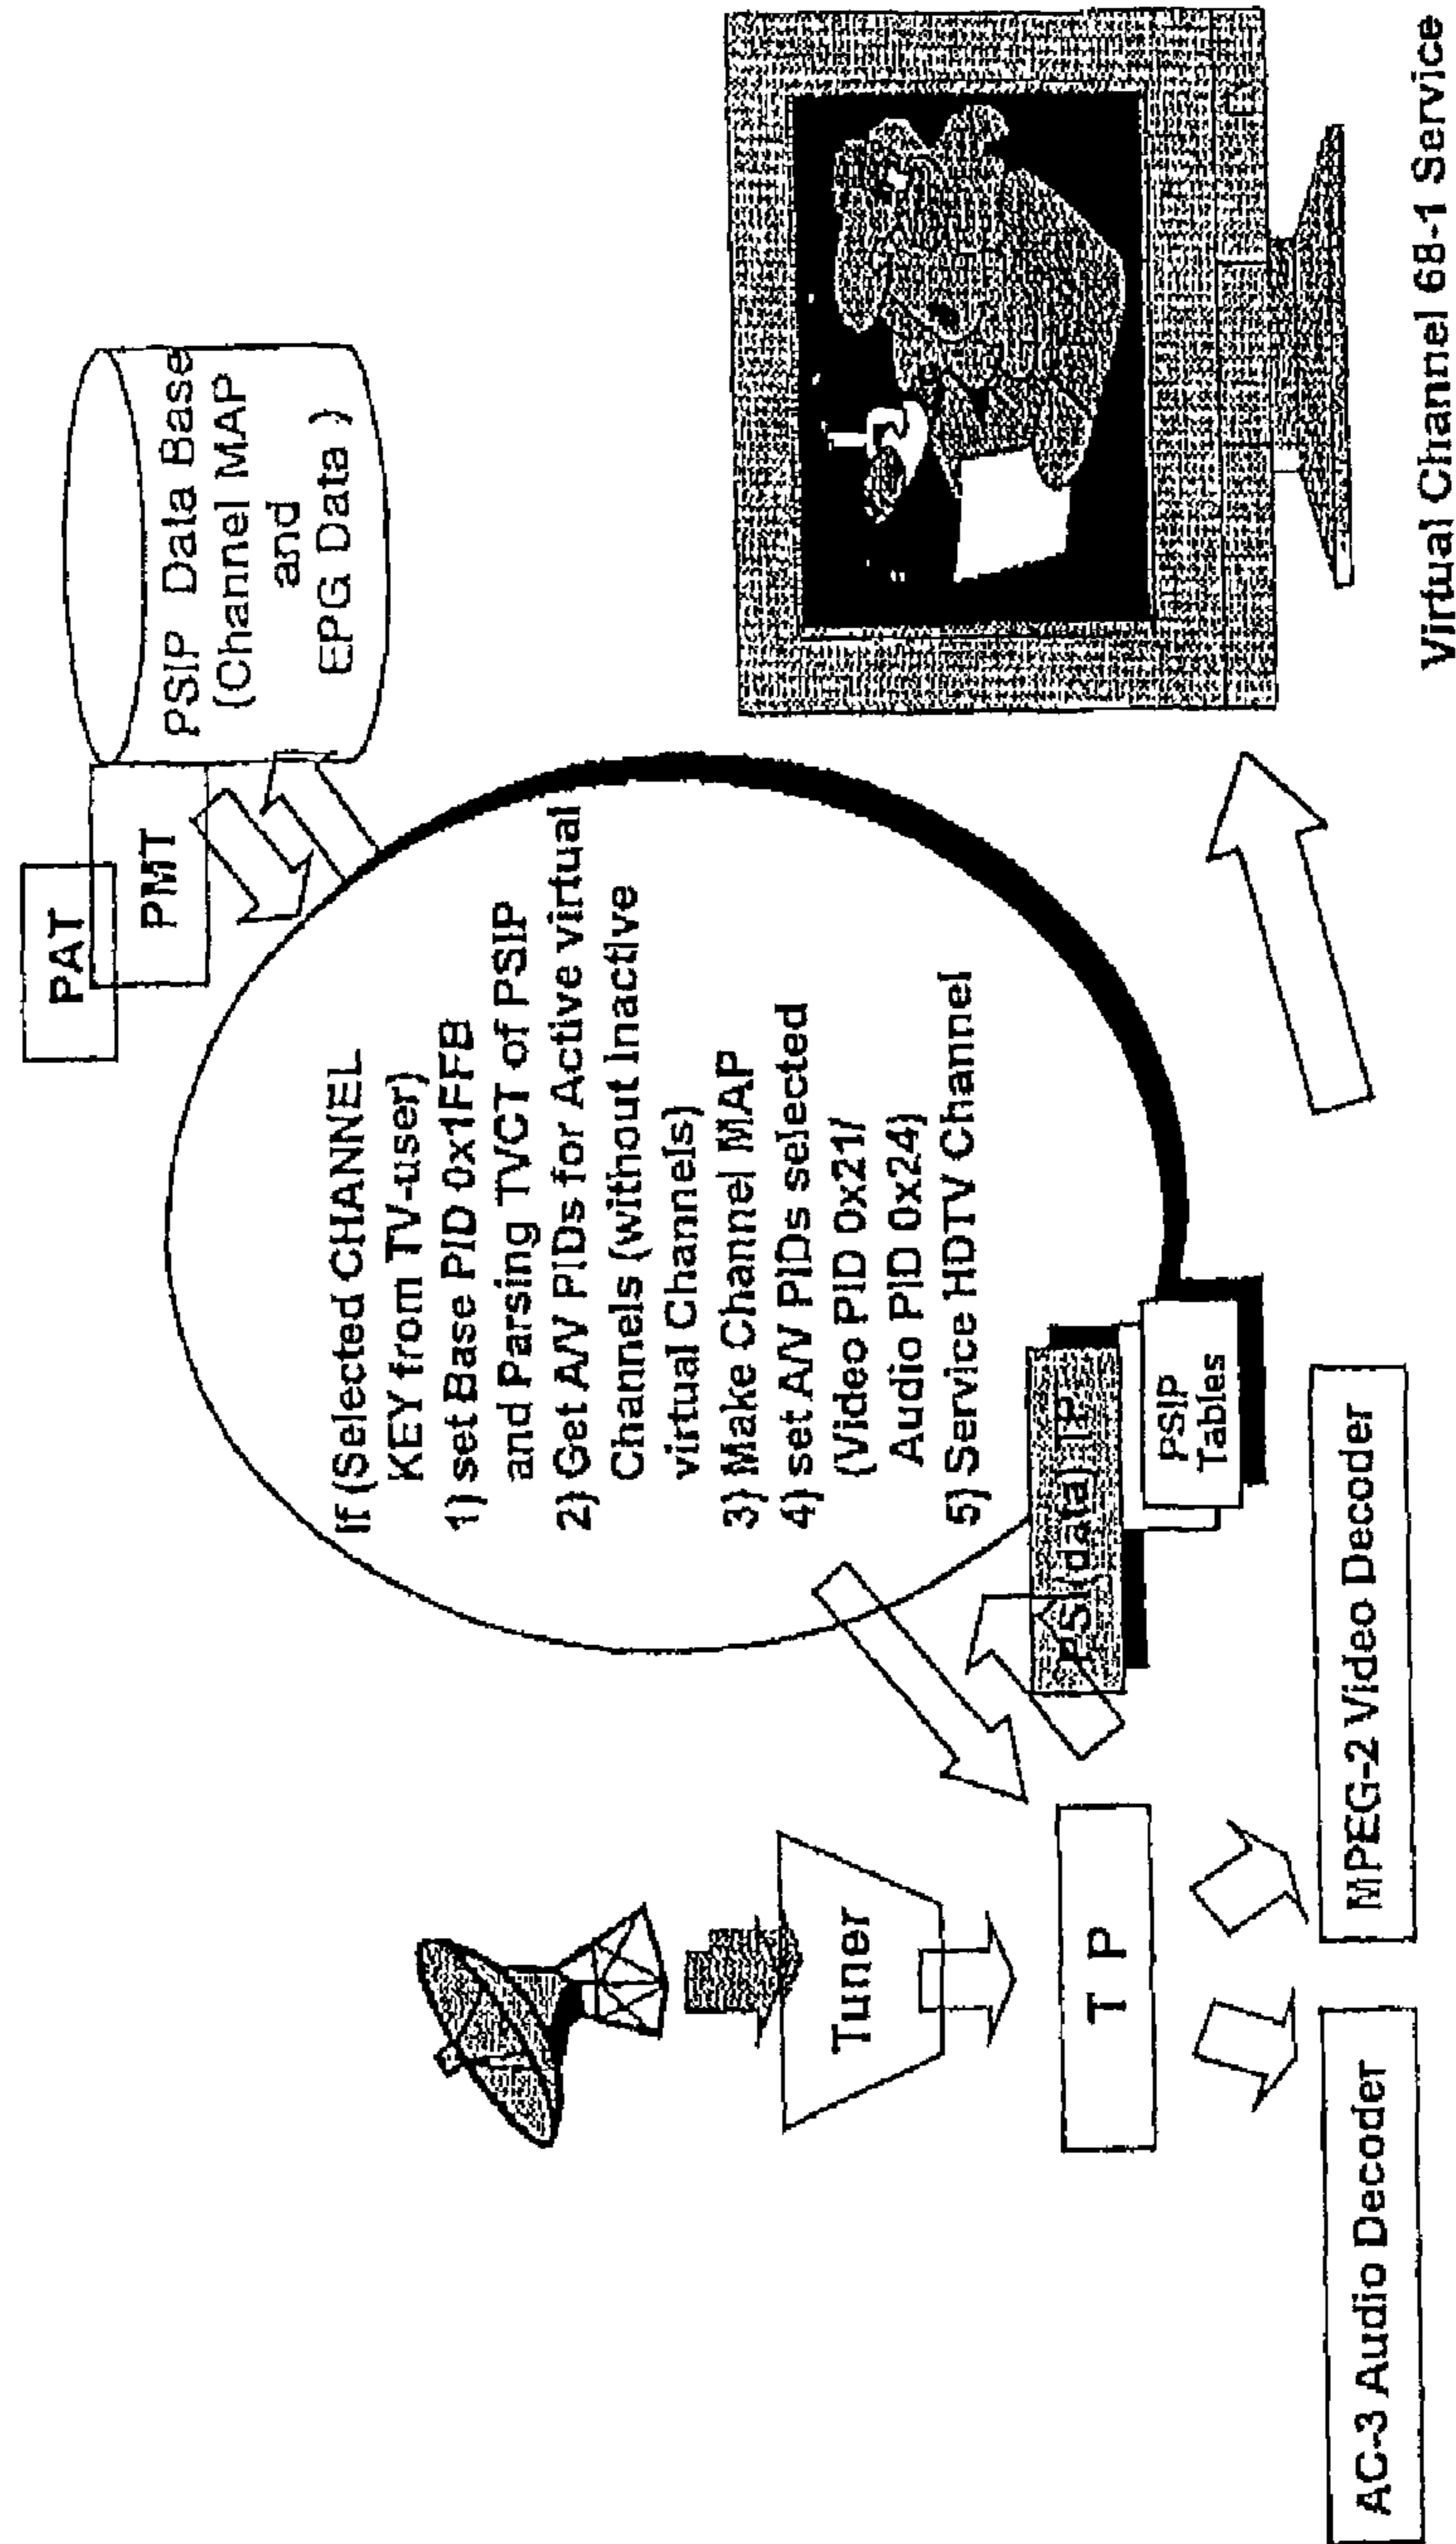 PAT
PMT
PSIP Data Base
(Channel MAP
and
EPG Data )
If (Selected CHANNEL
KEY from TV-user)
1) set Base PID 0x1FFB
and Parsing TVCT of PSIP
2) Get A/V PIDs for Active virtual
Channels (without Inactive
virtual Channels)
3) Make Channel MAP
4) set A/V PIDs selected
(Video PID 0x21/
Audio PID 0x24)
5) Service HDTV Channel
Tuner
T P
PSI(data) TP
PSIP
Tables
AC-3 Audio Decoder
MPEG-2 Video Decoder
Virtual Channel 68-1 Service